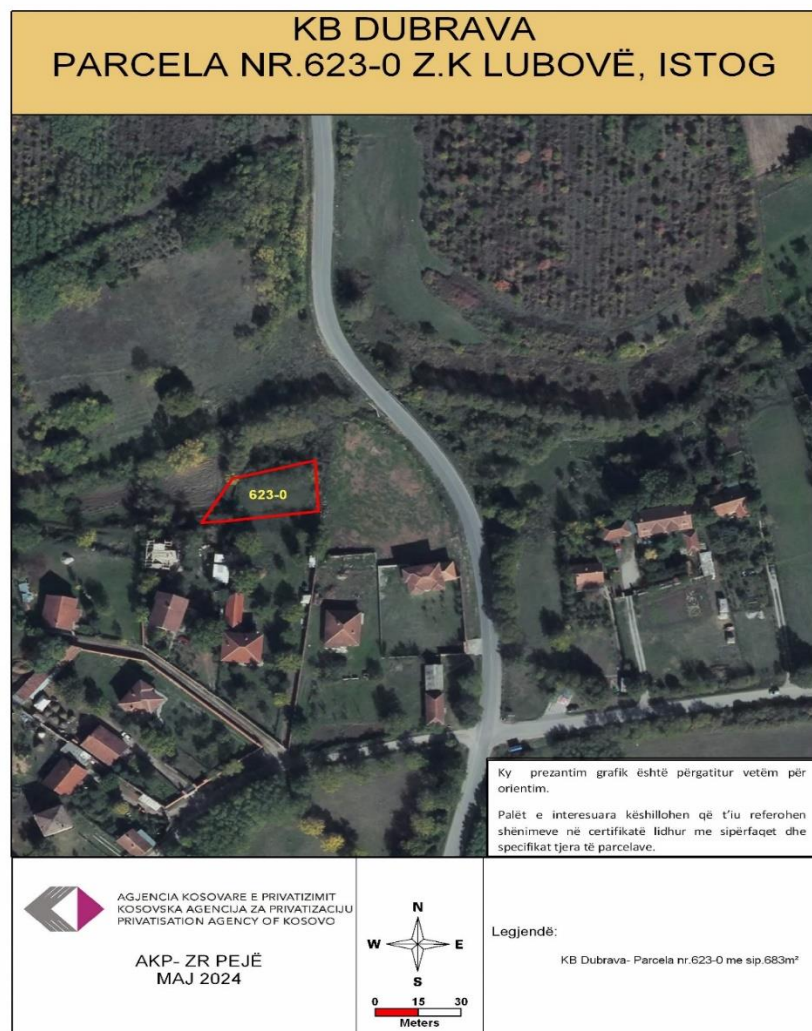 KB DUBRAVA
PARCELA NR.623-0 Z.K LUBOVË, ISTOG
623-0
Ky prezantim grafik është përgatitur vetëm për
orientim.
Palët e interesuara këshillohen që t'iu referohen
shënimeve në certifikatë lidhur me sipërfaqet dhe
specifikat tjera të parcelave.
AGJENCIA KOSOVARE E PRIVATIZIMIT
KOSOVSKA AGENCIJA ZA PRIVATIZACIJU
PRIVATISATION AGENCY OF KOSOVO
AKP- ZR PEJË
MAJ 2024
N
W E
S
0 15 30
Meters
Legjendë:
KB Dubrava- Parcela nr.623-0 me sip.683m²